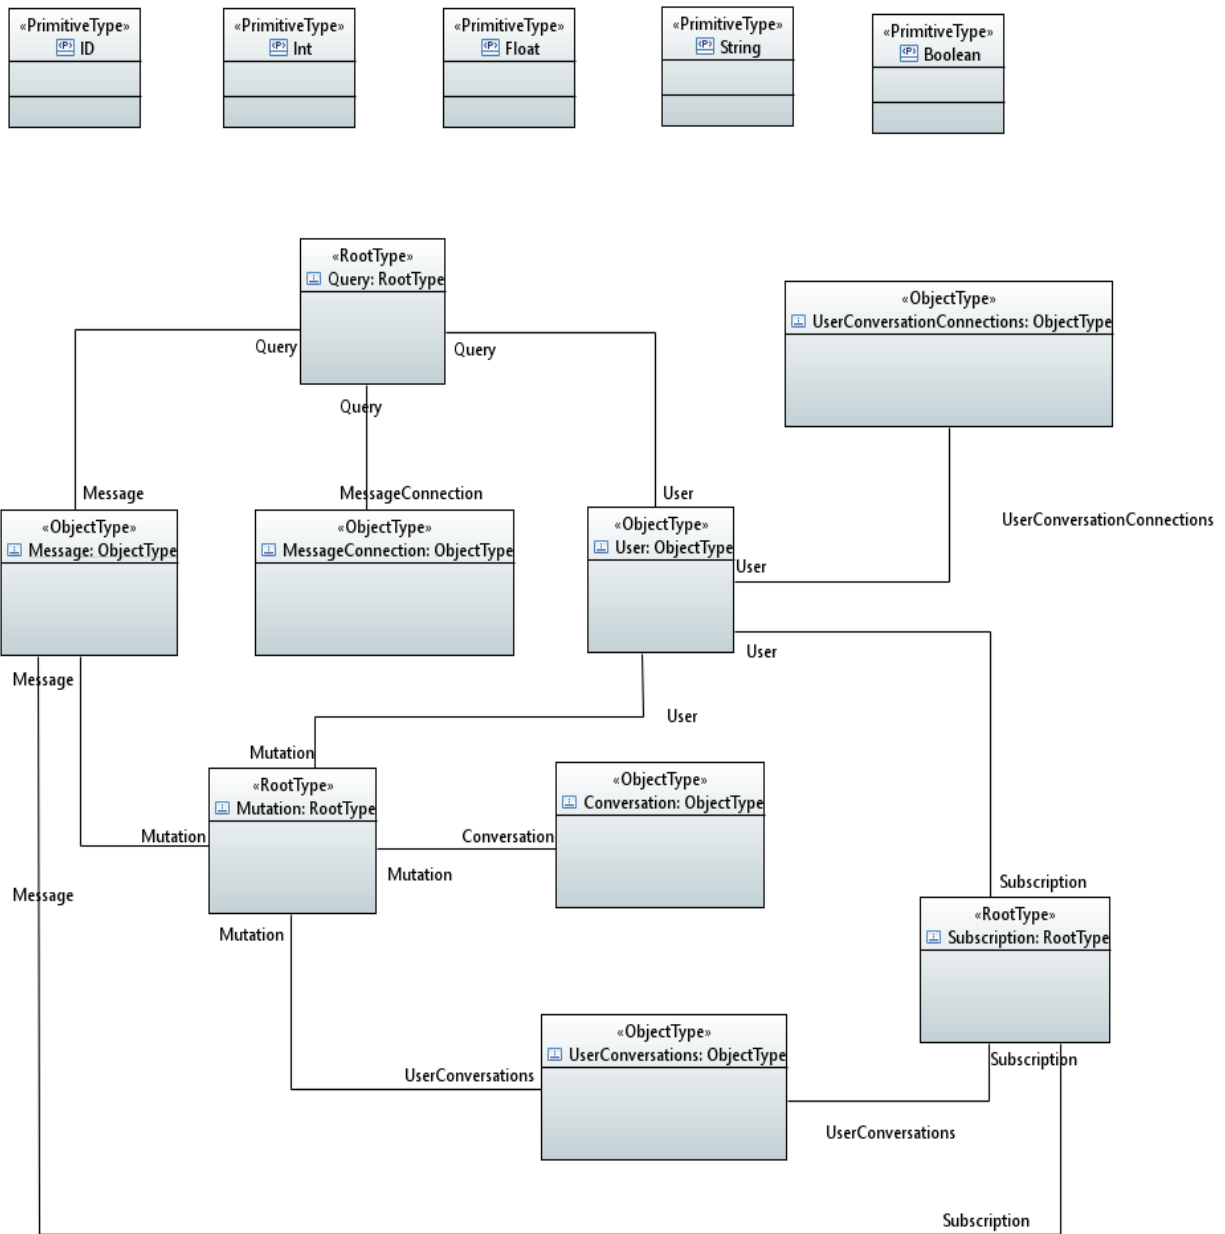 «PrimitiveType»
ID
«PrimitiveType»
Int
«PrimitiveType»
Float
«PrimitiveType»
String
«PrimitiveType»
Boolean
«RootType»
Query: RootType
«ObjectType»
UserConversationConnections: ObjectType
Query
Query
Query
Message
MessageConnection
User
«ObjectType»
Message: ObjectType
«ObjectType»
MessageConnection: ObjectType
«ObjectType»
User: ObjectType
UserConversationConnections
User
User
Message
User
Mutation
«RootType»
Mutation: RootType
«ObjectType»
Conversation: ObjectType
Mutation
Conversation
Mutation
Subscription
Message
«RootType»
Subscription: RootType
Mutation
«ObjectType»
UserConversations: ObjectType
Subscription
UserConversations
UserConversations
Subscription